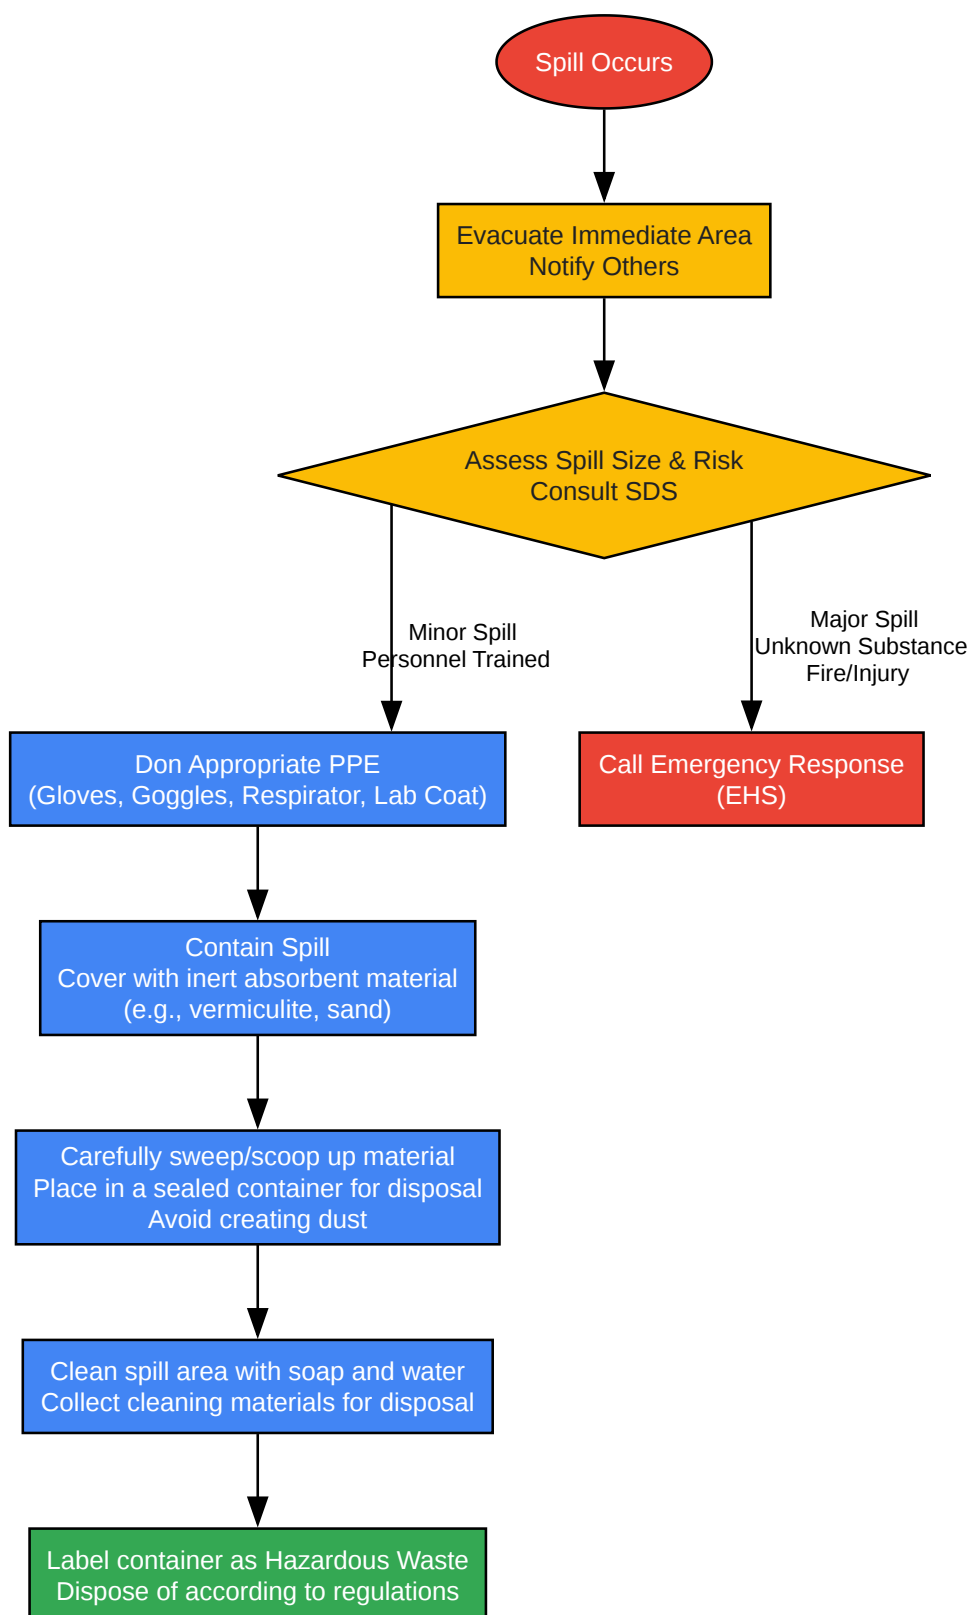 Spill Occurs
Evacuate Immediate Area
Notify Others
Assess Spill Size & Risk
Consult SDS
Minor Spill
Personnel Trained
Major Spill
Unknown Substance
Fire/Injury
Don Appropriate PPE
(Gloves, Goggles, Respirator, Lab Coat)
Call Emergency Response
(EHS)
Contain Spill
Cover with inert absorbent material
(e.g., vermiculite, sand)
Carefully sweep/scoop up material
Place in a sealed container for disposal
Avoid creating dust
Clean spill area with soap and water
Collect cleaning materials for disposal
Label container as Hazardous Waste
Dispose of according to regulations